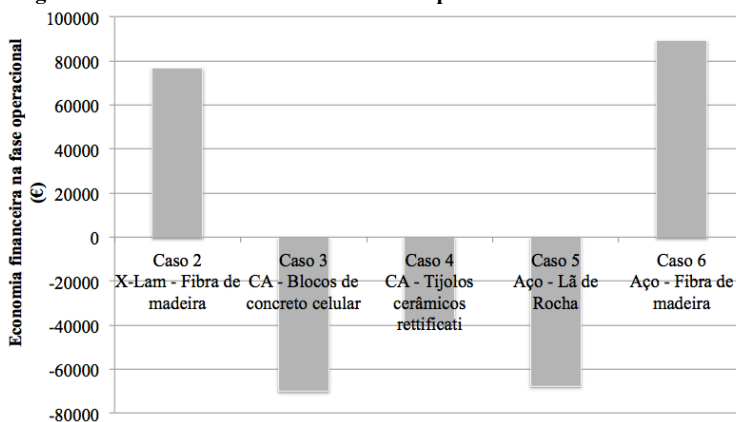 100000
80000
60000
40000
20000
0
-20000
-40000
-60000
-80000
Economia financeira na fase operacional
(€)
Caso 2
X-Lam - Fibra de
madeira
Caso 3
CA - Blocos de
concreto celular
Caso 4
CA - Tijolos
cerâmicos
rettificati
Caso 5
Aço - Lã de
Rocha
Caso 6
Aço - Fibra de
madeira